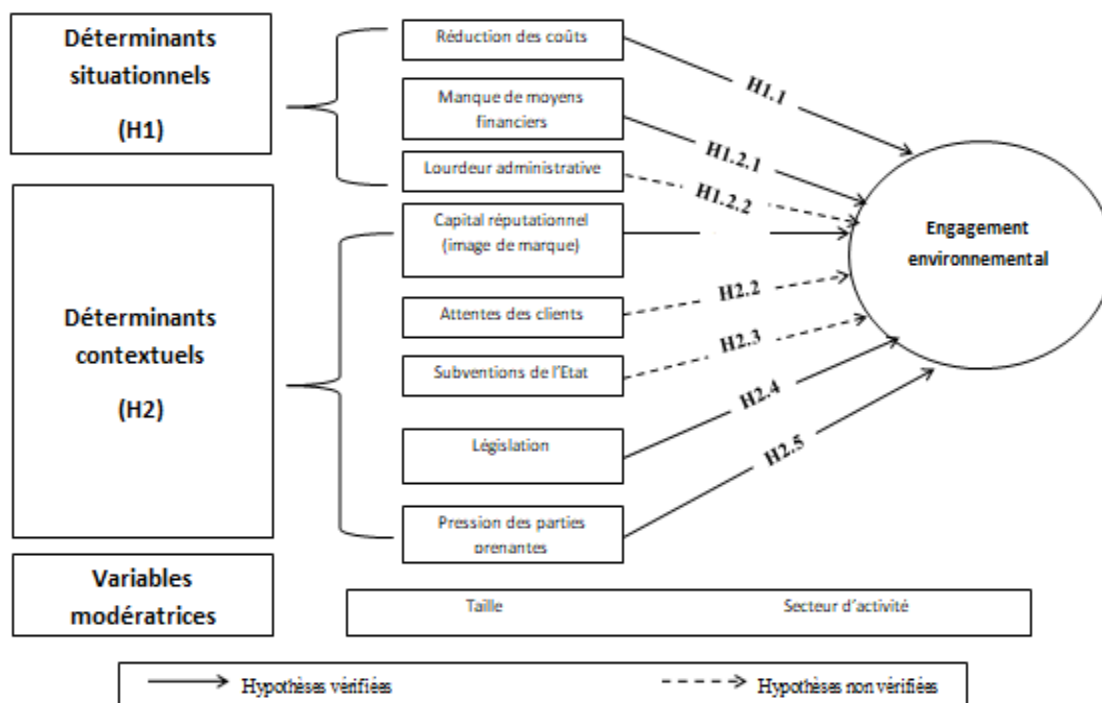 Déterminants
situationnels
(H1)
Réduction des coûts
Manque de moyens
financiers
Lourdeur administrative
H1.1
H1.2.1
H1.2.2
Déterminants
contextuels
(H2)
Capital réputationnel
(image de marque)
Attentes des clients
Subventions de l'Etat
Législation
Pression des parties
prenantes
H2.2
H2.3
H2.4
H2.5
Engagement
environnemental
Variables
modératrices
Taille
Secteur d'activité
Hypothèses vérifiées
Hypothèses non vérifiées